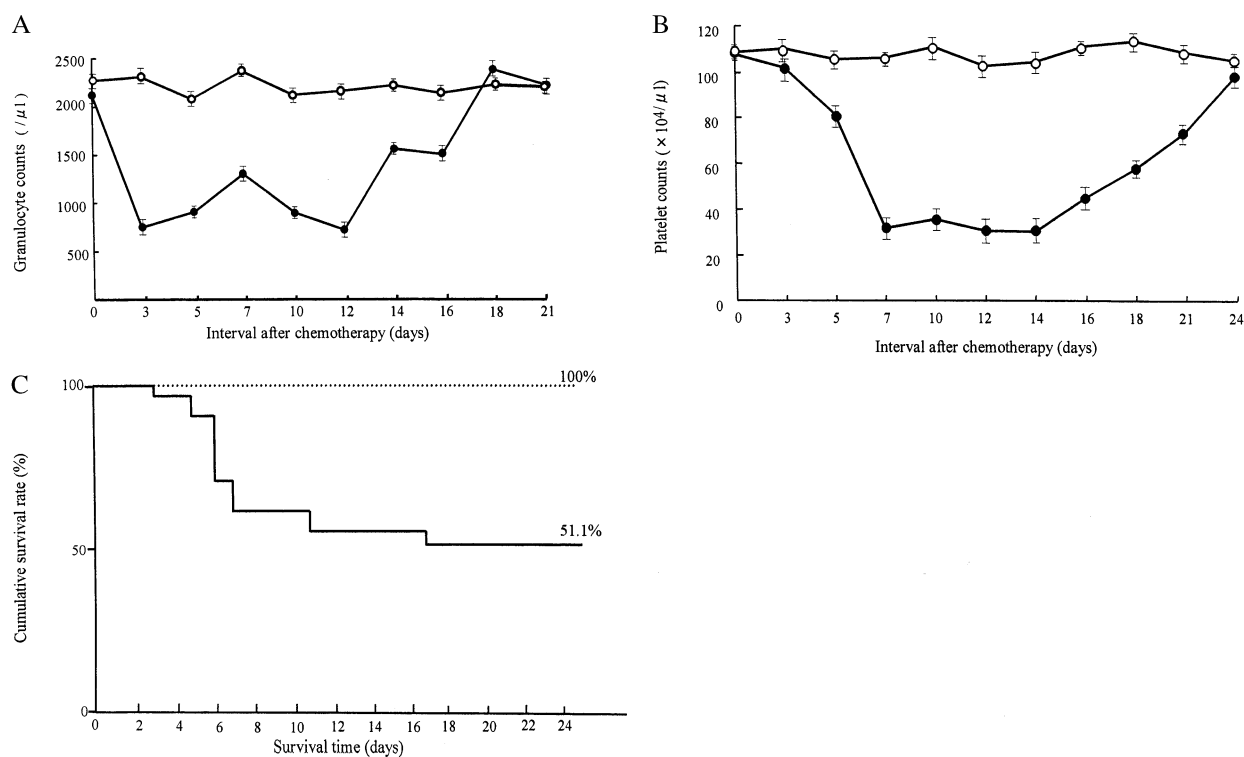 A
2500
2000
1500
1000
500
Granulocyte counts ( /μl )
0 3 5 7 10 12 14 16 18 21
Interval after chemotherapy (days)
B
120
100
80
60
40
20
0
Platelet counts ( ×10⁴/μl )
0 3 5 7 10 12 14 16 18 21 24
Interval after chemotherapy (days)
C
100
50
0
Cumulative survival rate (%)
100%
51.1%
0 2 4 6 8 10 12 14 16 18 20 22 24
Survival time (days)